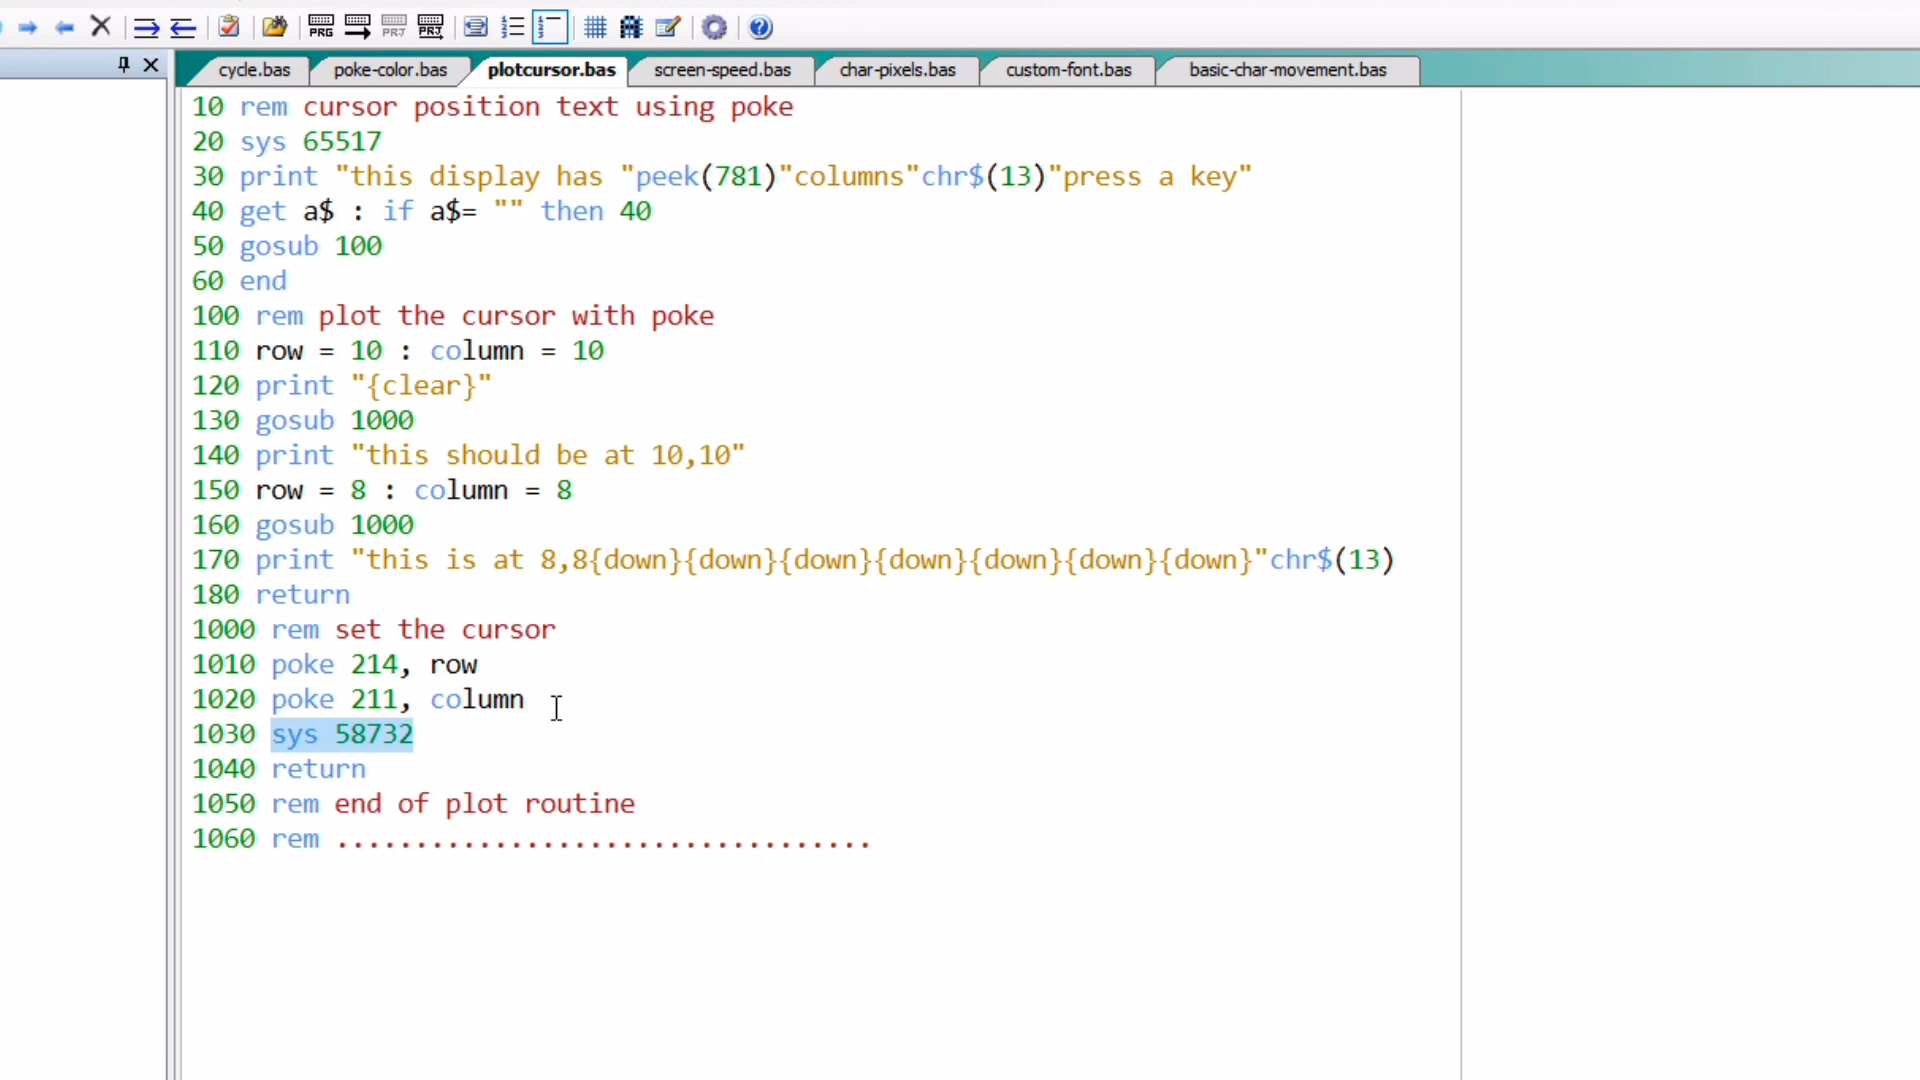 PRG PRJ PRJ
cycle.bas poke-color.bas plotcursor.bas screen-speed.bas char-pixels.bas custom-font.bas basic-char-movement.bas
10 rem cursor position text using poke
20 sys 65517
30 print "this display has "peek(781)"columns"chr$(13)"press a key"
40 get a$ : if a$= "" then 40
50 gosub 100
60 end
100 rem plot the cursor with poke
110 row = 10 : column = 10
120 print "{clear}"
130 gosub 1000
140 print "this should be at 10,10"
150 row = 8 : column = 8
160 gosub 1000
170 print "this is at 8,8{down}{down}{down}{down}{down}{down}{down}"chr$(13)
180 return
1000 rem set the cursor
1010 poke 214, row
1020 poke 211, column
1030 sys 58732
1040 return
1050 rem end of plot routine
1060 rem ..................................